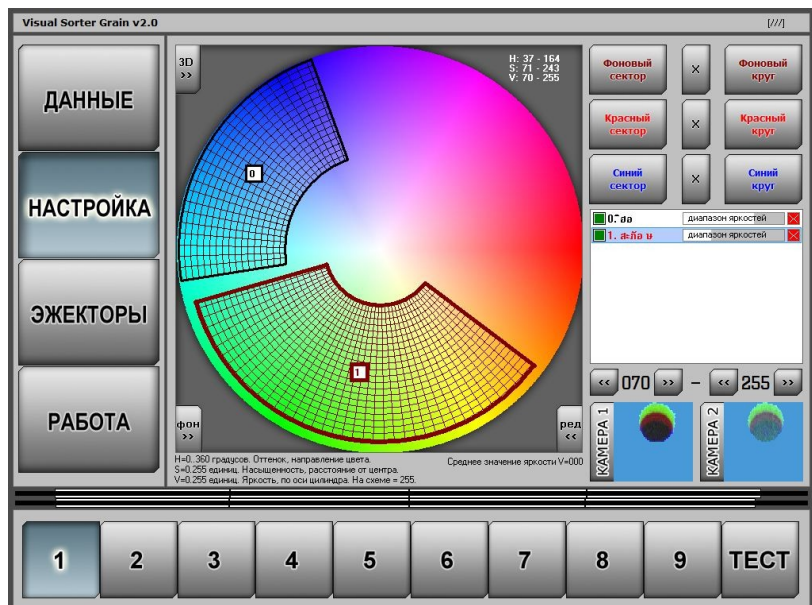 Visual Sorter Grain v2.0
[///]
ДАННЫЕ
НАСТРОЙКА
ЭЖЕКТОРЫ
РАБОТА
3D
>>
H: 37 - 164
S: 71 - 243
V: 70 - 255
0
1
фон
>>
ред
<<
H=0..360 градусов. Оттенок, направление цвета.
S=0.255 единиц. Насыщенность, расстояние от центра.
V=0.255 единиц. Яркость, по оси цилиндра. На схеме = 255.
Среднее значение яркости V=000
Фоновый
сектор
X
Фоновый
круг
Красный
сектор
X
Красный
круг
Синий
сектор
X
Синий
круг
0.
диапазон яркостей
1.
диапазон яркостей
<< 070 >> - << 255 >>
КАМЕРА 1
КАМЕРА 2
1 2 3 4 5 6 7 8 9 ТЕСТ